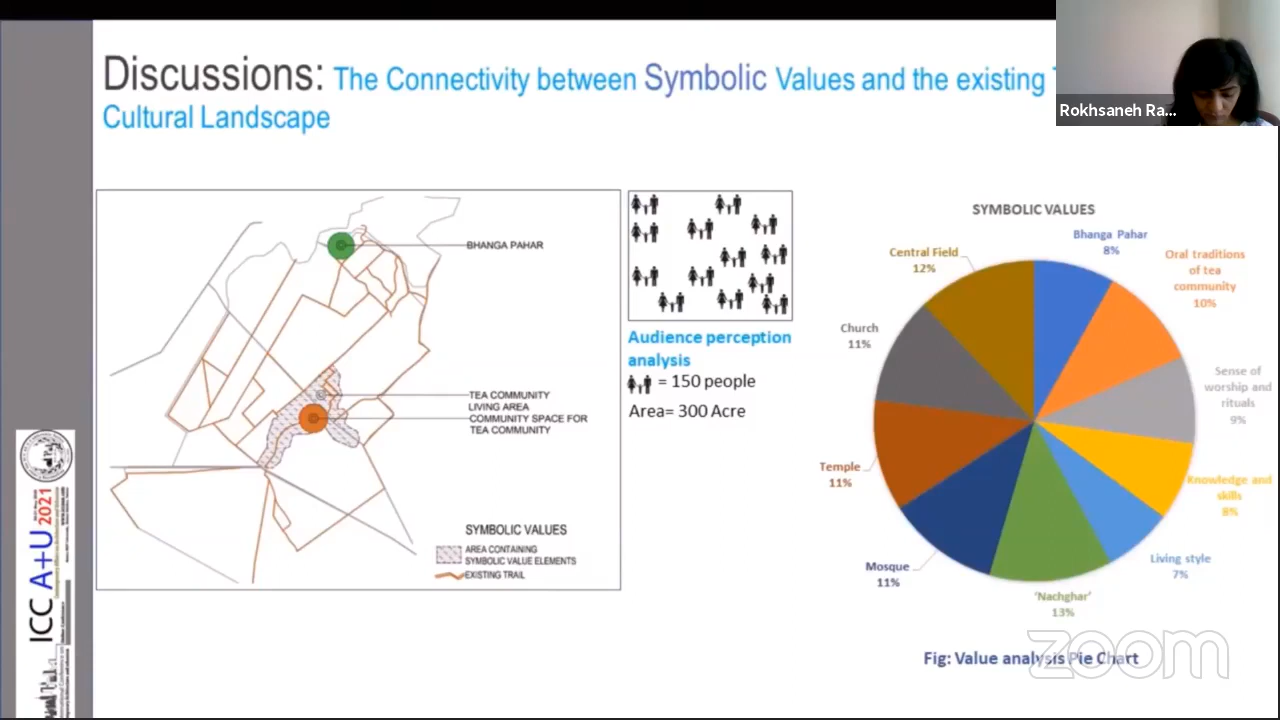 Discussions: The Connectivity between Symbolic Values and the existing
Cultural Landscape
Rokhsaneh Ra...
BHANGA PAHAR
TEA COMMUNITY
LIVING AREA
COMMUNITY SPACE FOR
TEA COMMUNITY
SYMBOLIC VALUES
AREA CONTAINING
SYMBOLIC VALUE ELEMENTS
EXISTING TRAIL
Audience perception
analysis
= 150 people
Area= 300 Acre
SYMBOLIC VALUES
Bhanga Pahar
8%
Oral traditions
of tea
community
10%
Sense of
worship and
rituals
9%
Knowledge and
skills
8%
Living style
7%
'Nachghar'
13%
Mosque
11%
Temple
11%
Church
11%
Central Field
12%
Fig: Value analysis Pie Chart
zoom
ICC A+U 2021